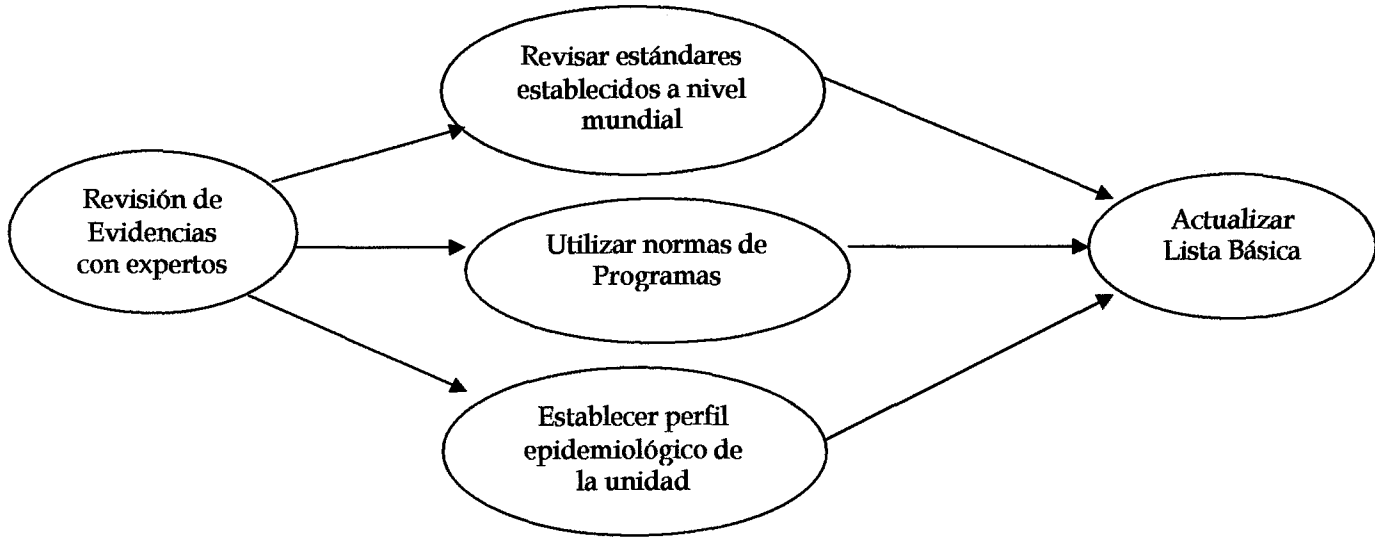 Revisar estándares
establecidos a nivel
mundial
Revisión de
Evidencias
con expertos
Utilizar normas de
Programas
Actualizar
Lista Básica
Establecer perfil
epidemiológico de
la unidad